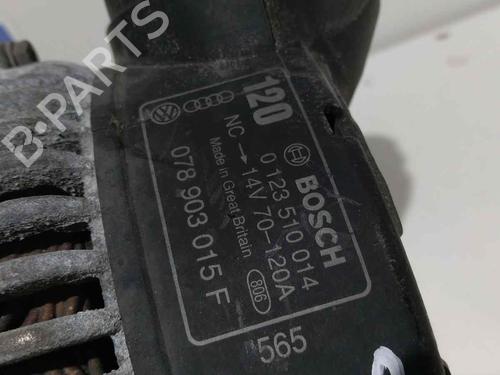 B-PARTS
120
BOSCH
0 123 510 014
NC → 14V 70-120A
Made in Great Britain
806
078 903 015 F
565